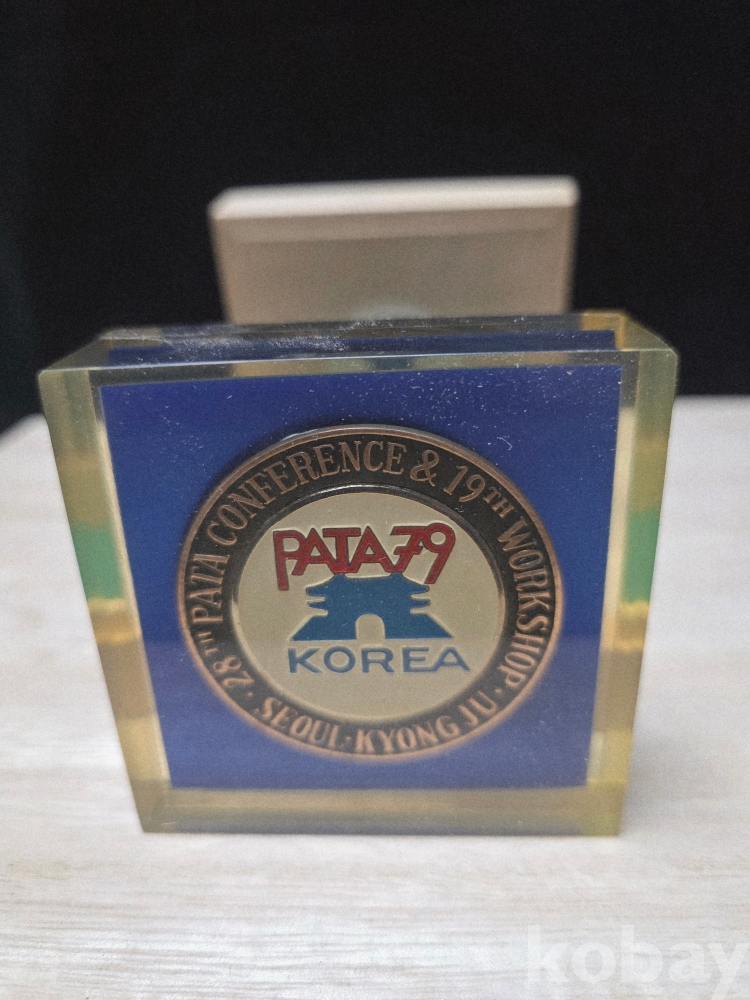 28TH PATA CONFERENCE & 19TH WORKSHOP ·
SEOUL · KYONG JU ·
PATA79
KOREA
kobay